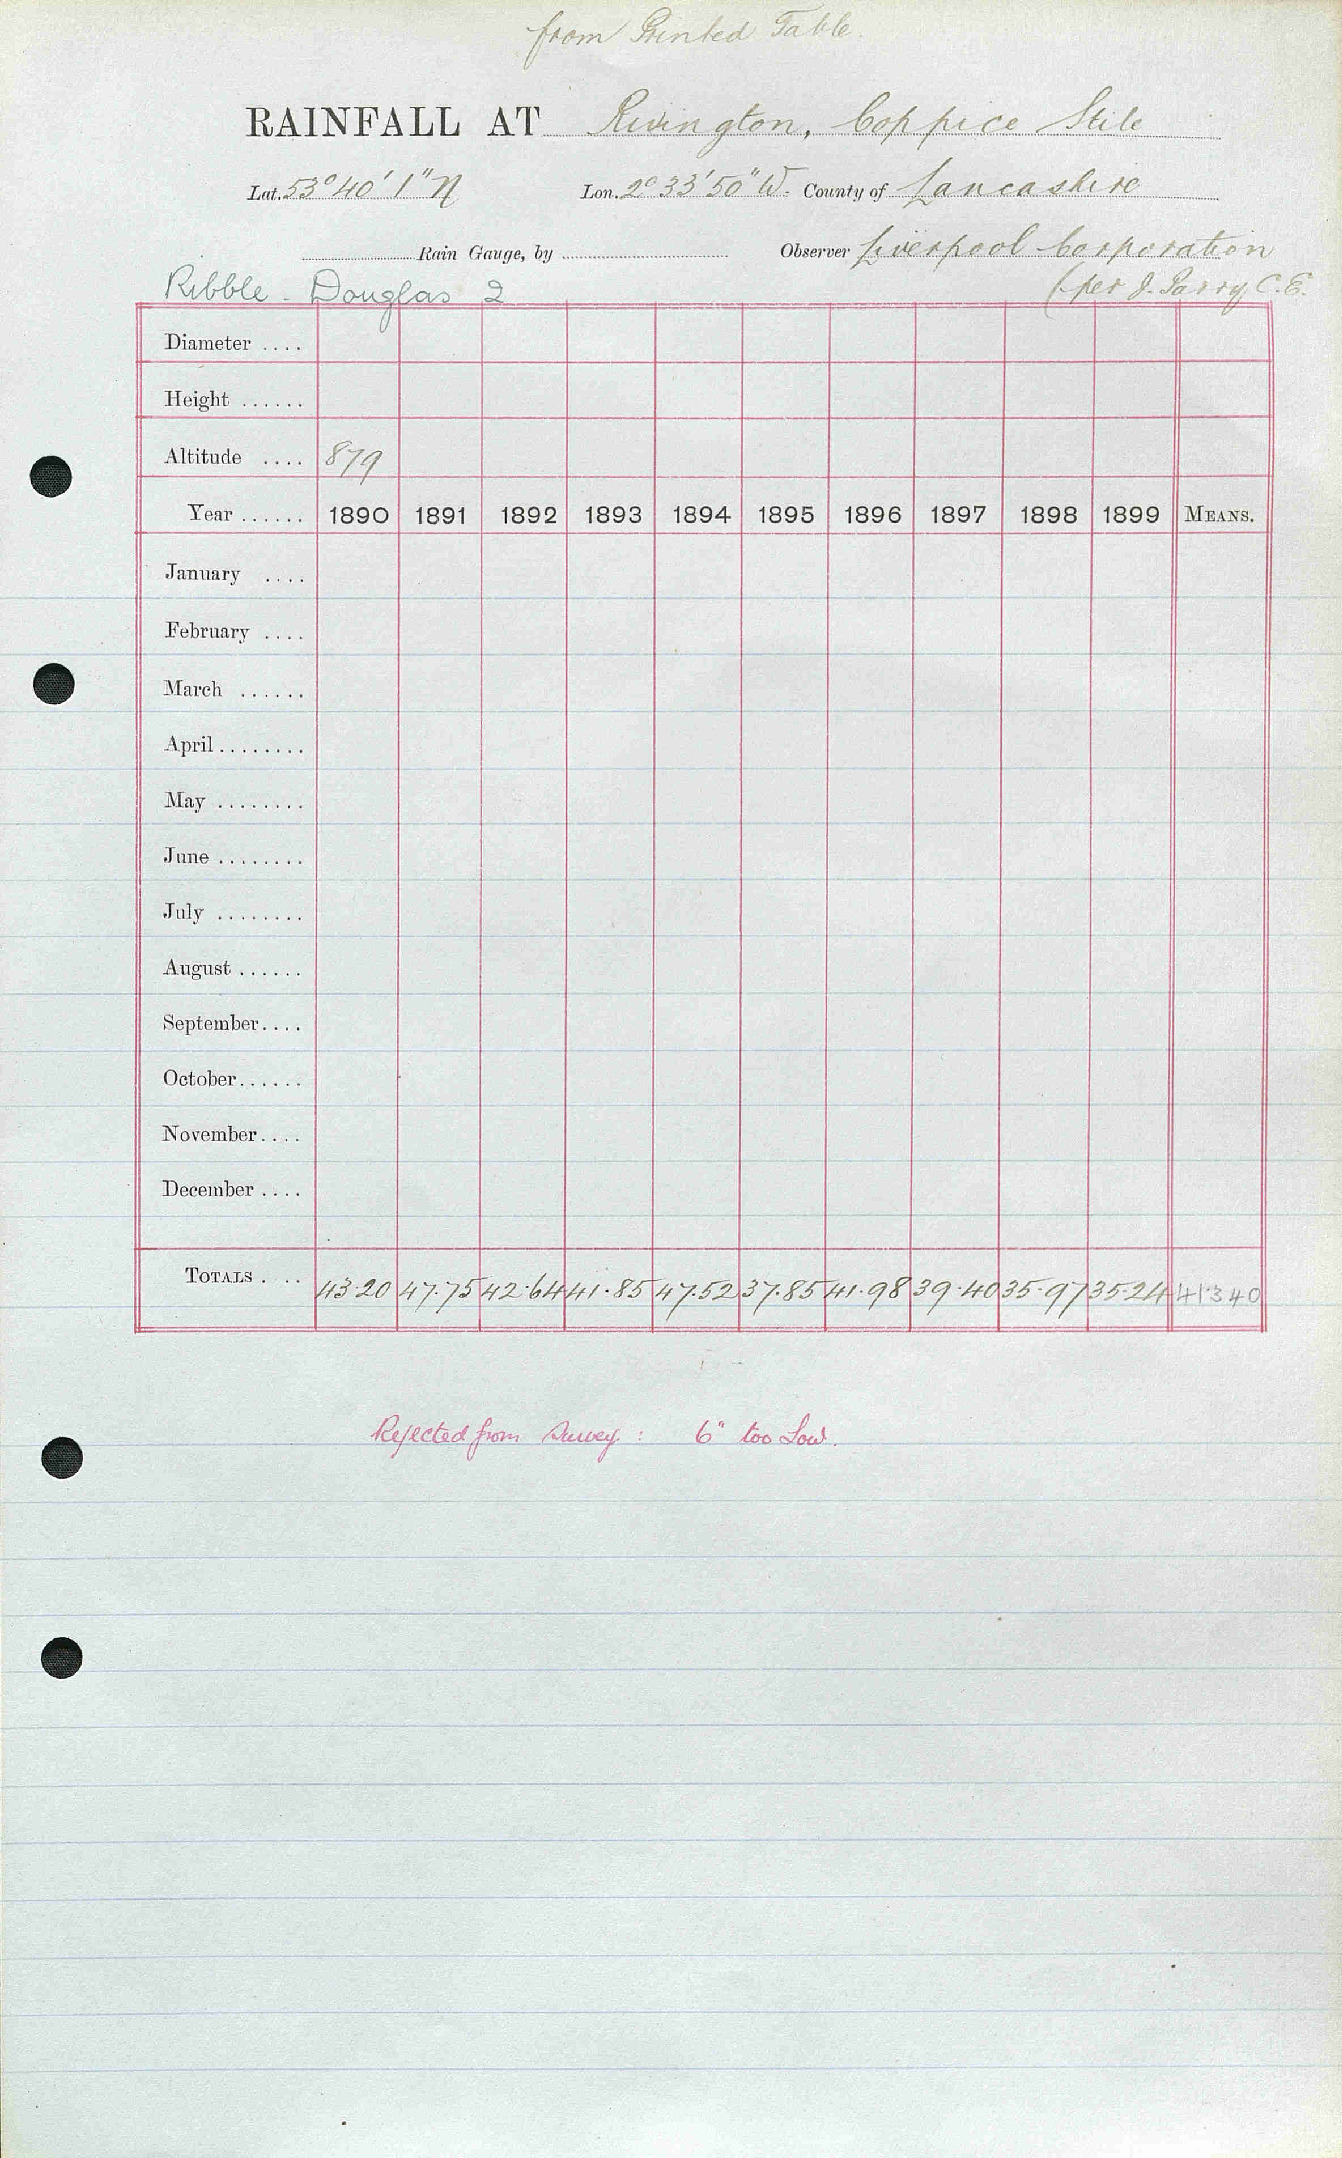 from Printed Table.
RAINFALL AT Rivington, Coppice Stile
Lat. 53° 40' 1" N Lon. 2° 33' 50" W. County of Lancashire
Rain Gauge, by Observer Liverpool Corporation
Ribble - Douglas 2 (per J. Parry C.E.
Diameter ....
Height ......
Altitude .... 879
Year ...... 1890 1891 1892 1893 1894 1895 1896 1897 1898 1899 MEANS.
January ....
February ....
March ......
April ........
May ........
June ........
July ........
August ......
September ....
October ......
November ....
December ....
TOTALS . .. 43·20 47·75 42·64 41·85 47·52 37·85 41·98 39·40 35·97 35·24 41340
Rejected from Survey : 6" too Low.